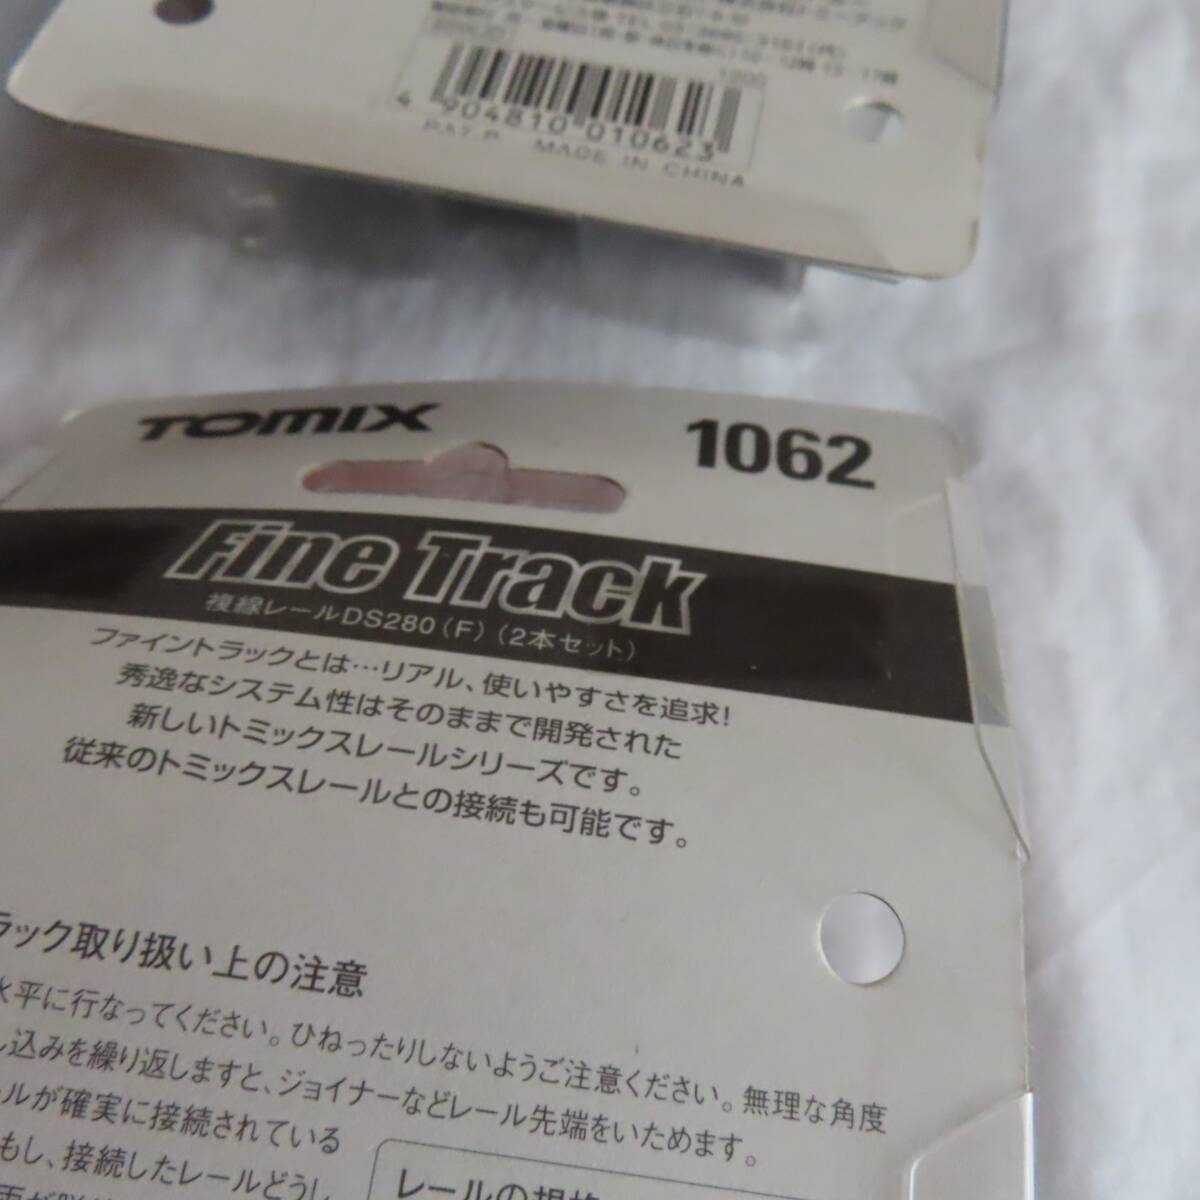 1200
4 904810 010623
PAT.P MADE IN CHINA
TOMIX
1062
Fine Track
複線レールDS280(F)(2本セット)
ファイントラックとは…リアル、使いやすさを追求!
秀逸なシステム性はそのままで開発された
新しいトミックスレールシリーズです。
従来のトミックスレールとの接続も可能です。
ラック取り扱い上の注意
水平に行なってください。ひねったりしないようご注意ください。無理な角度
し込みを繰り返しますと、ジョイナーなどレール先端をいためます。
ールが確実に接続されている
もし、接続したレールどうし
レールの規格